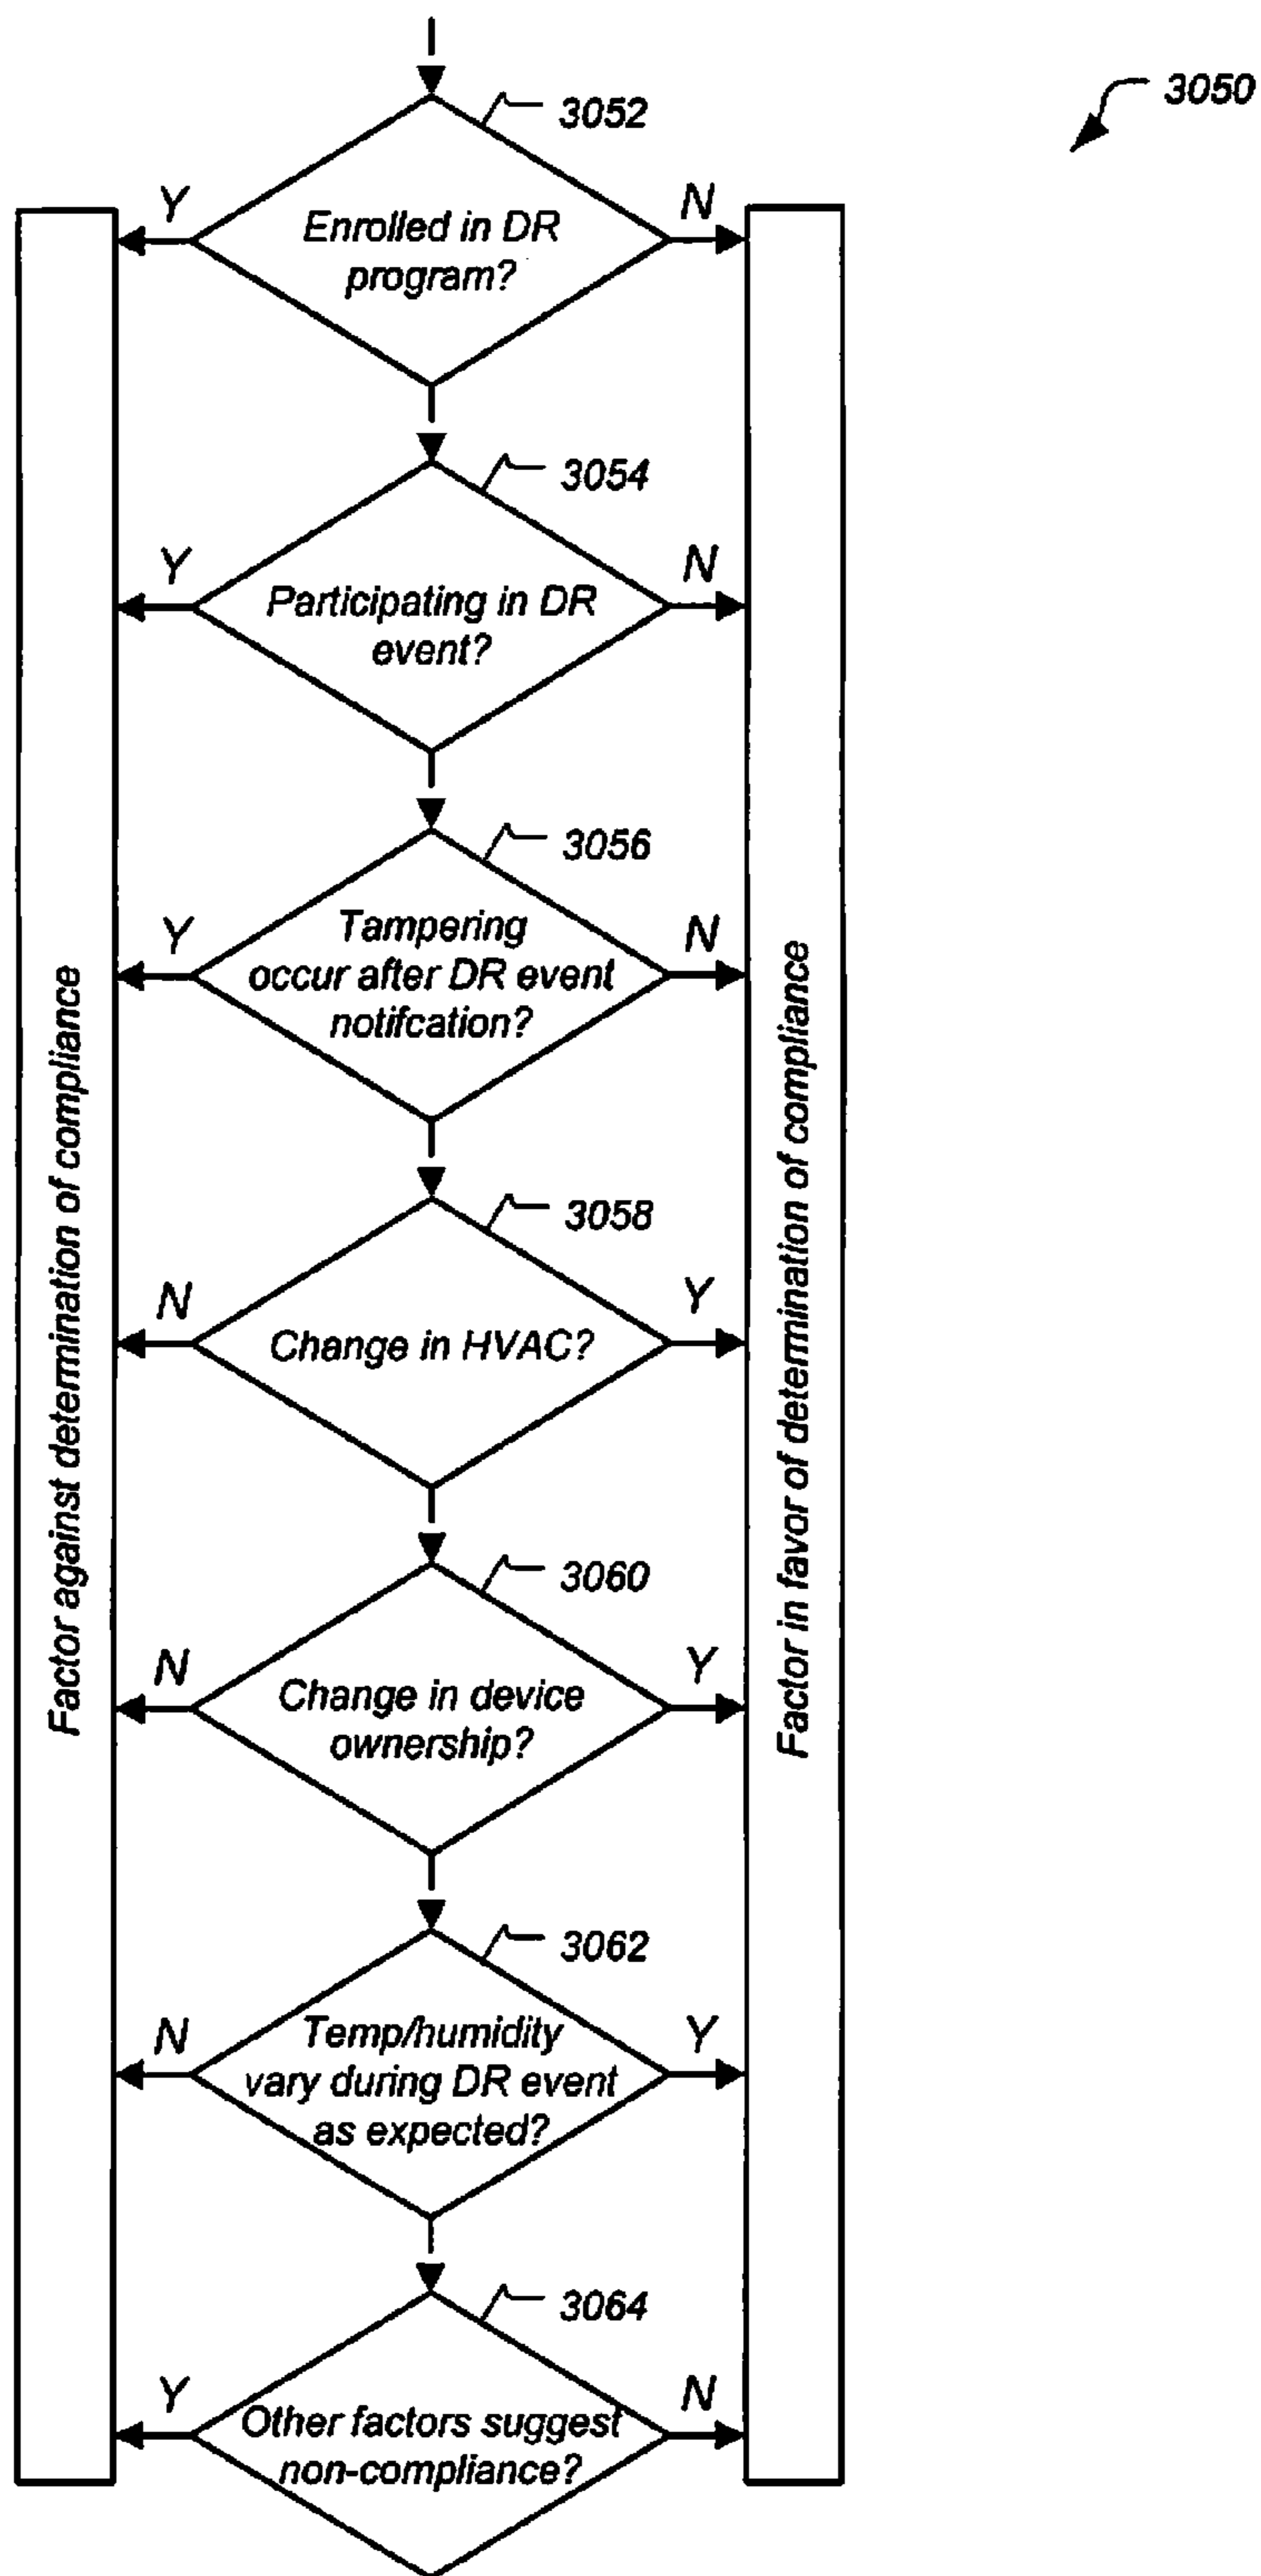 3050
3052
Y
N
Enrolled in DR
program?
3054
Y
N
Participating in DR
event?
3056
Y
N
Tampering
occur after DR event
notifcation?
3058
N
Y
Change in HVAC?
3060
N
Y
Change in device
ownership?
3062
N
Y
Temp/humidity
vary during DR event
as expected?
3064
Y
N
Other factors suggest
non-compliance?
Factor against determination of compliance
Factor in favor of determination of compliance